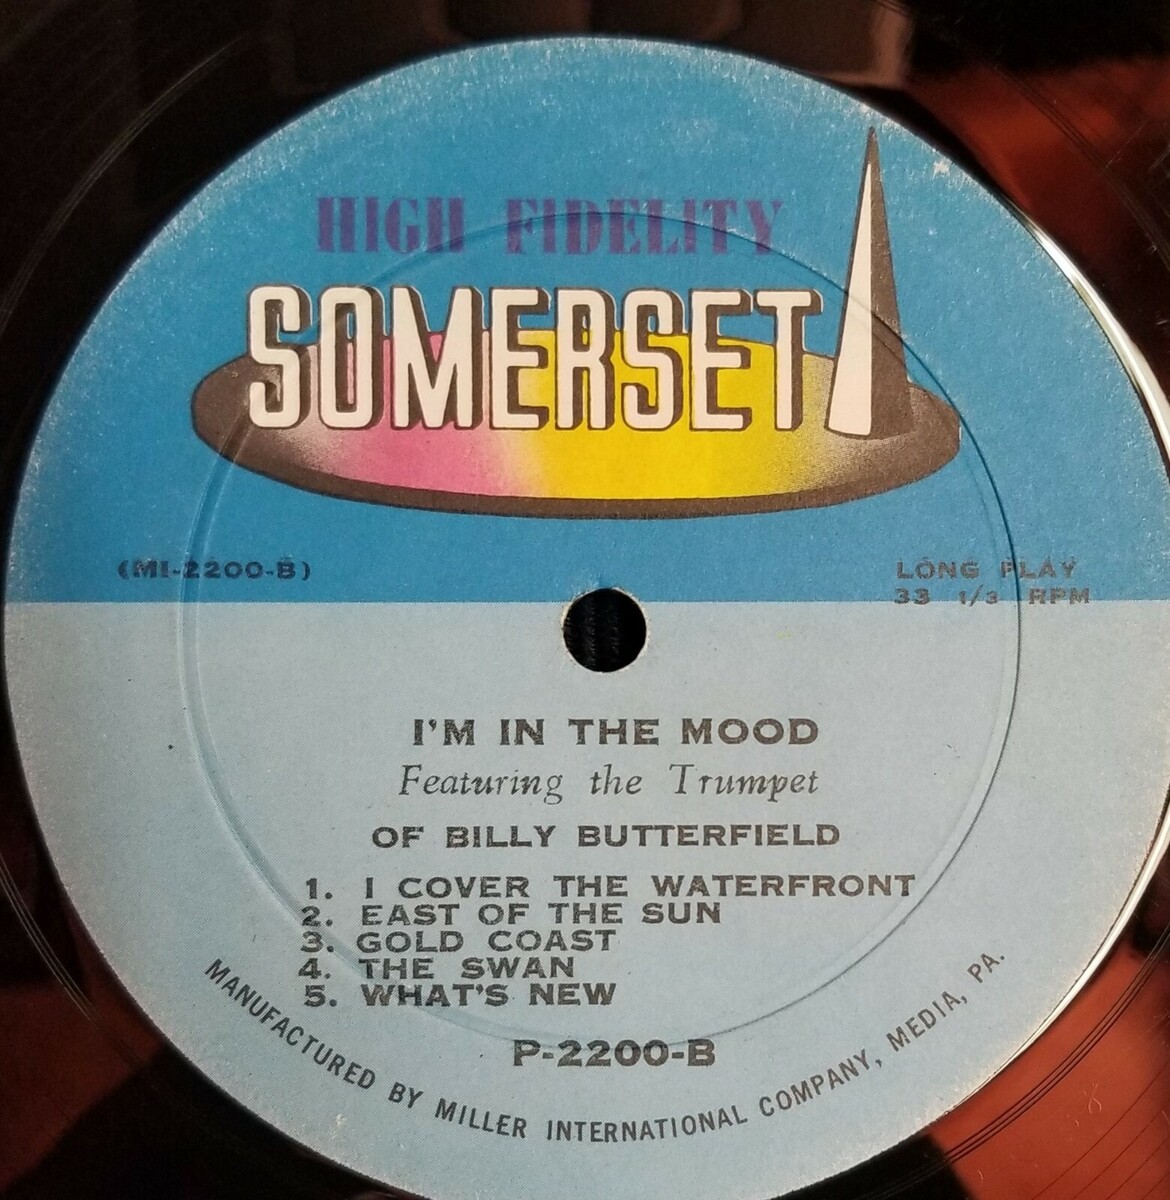 HIGH FIDELITY
SOMERSET
(MI-2200-B)
LONG PLAY
33 1/3 RPM
I'M IN THE MOOD
Featuring the Trumpet
OF BILLY BUTTERFIELD
1. I COVER THE WATERFRONT
2. EAST OF THE SUN
3. GOLD COAST
4. THE SWAN
5. WHAT'S NEW
P-2200-B
MANUFACTURED BY MILLER INTERNATIONAL COMPANY, MEDIA, PA.